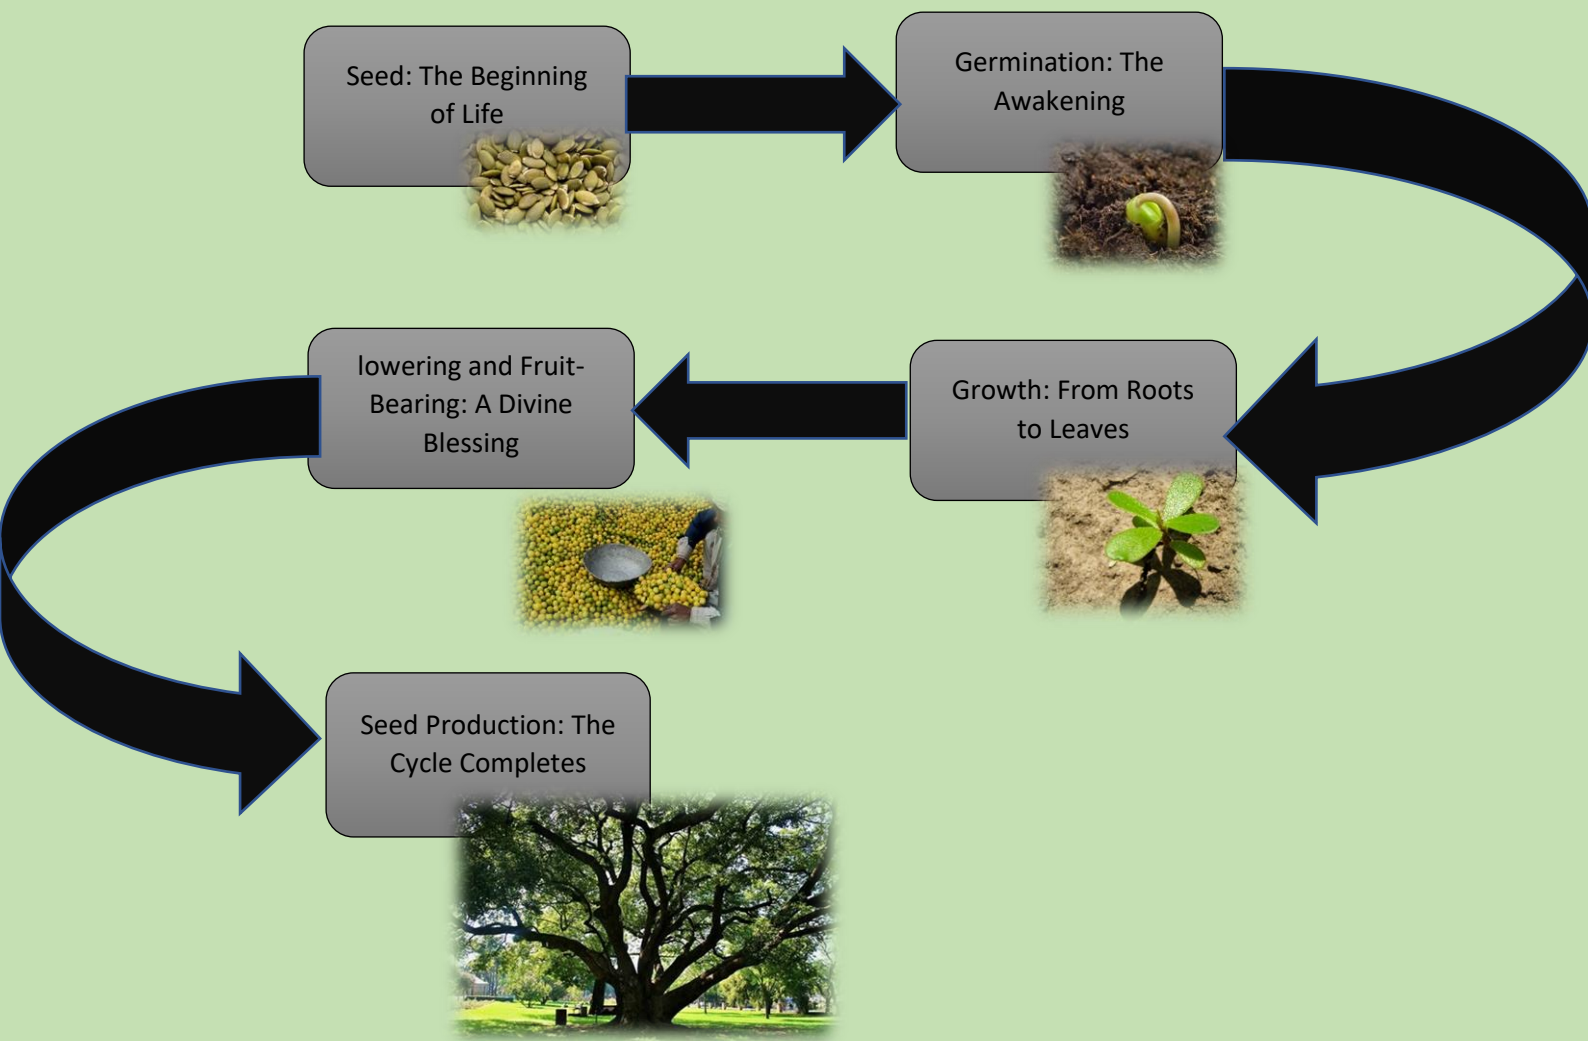 Seed: The Beginning
of Life
Germination: The
Awakening
Growth: From Roots
to Leaves
lowering and Fruit-
Bearing: A Divine
Blessing
Seed Production: The
Cycle Completes